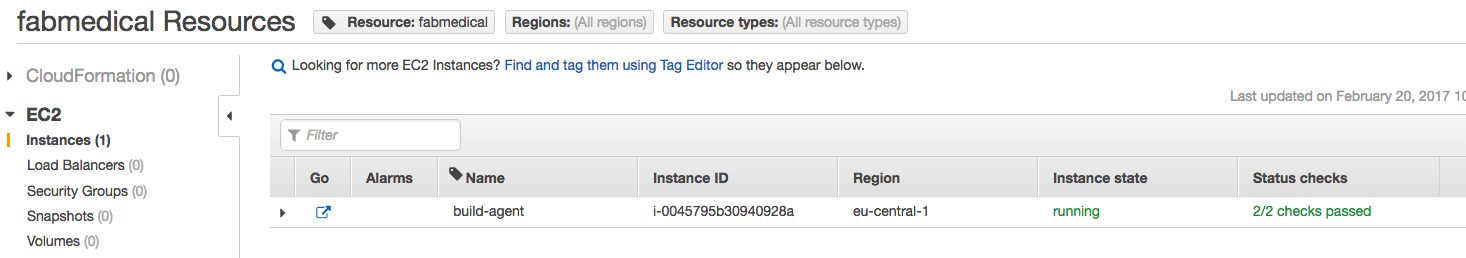 fabmedical Resources Resource: fabmedical Regions: (All regions) Resource types: (All resource types)
CloudFormation (0)
EC2
Instances (1)
Load Balancers (0)
Security Groups (0)
Snapshots (0)
Volumes (0)
Looking for more EC2 Instances? Find and tag them using Tag Editor so they appear below.
Last updated on February 20, 2017 10
Filter
Go Alarms Name Instance ID Region Instance state Status checks
build-agent i-0045795b30940928a eu-central-1 running 2/2 checks passed